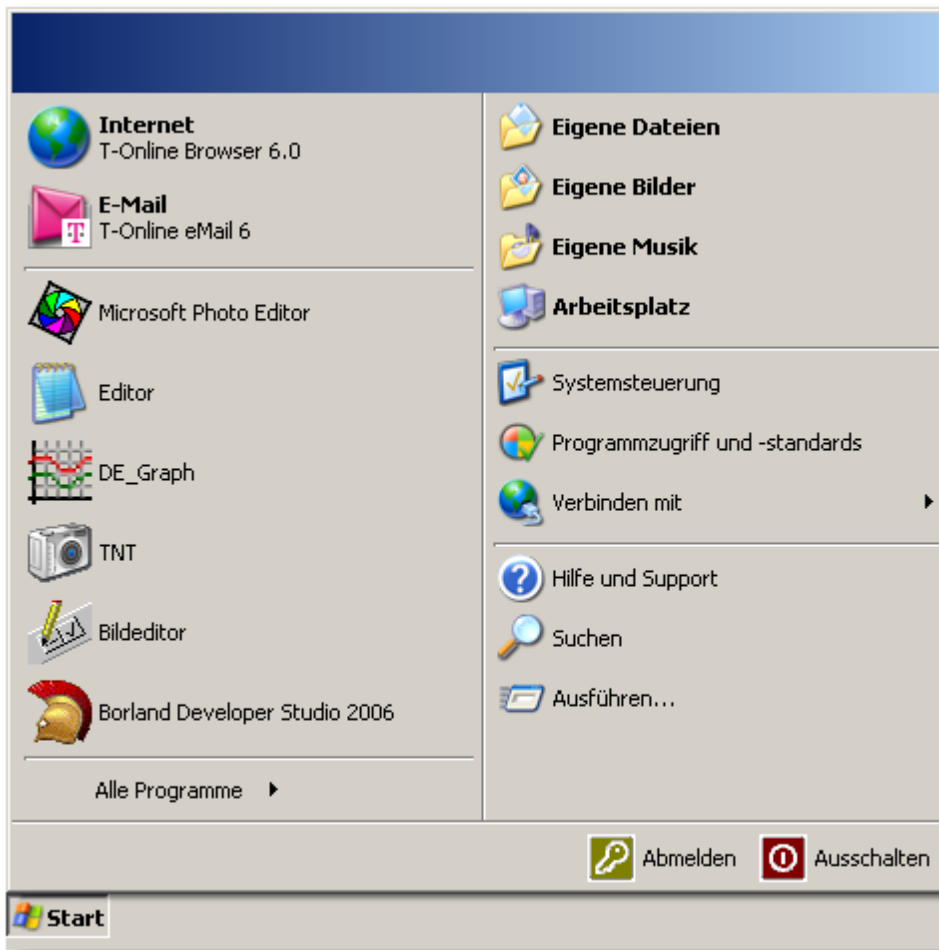 Internet
T-Online Browser 6.0
E-Mail
T-Online eMail 6
Microsoft Photo Editor
Editor
DE_Graph
TNT
Bildeditor
Borland Developer Studio 2006
Alle Programme
Eigene Dateien
Eigene Bilder
Eigene Musik
Arbeitsplatz
Systemsteuerung
Programmzugriff und -standards
Verbinden mit
Hilfe und Support
Suchen
Ausführen...
Abmelden
Ausschalten
Start